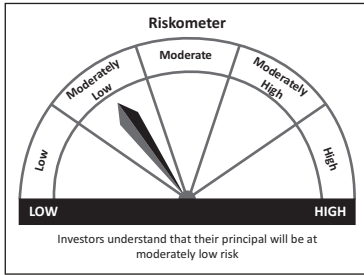 Riskometer
Low
Moderately
Low
Moderate
Moderately
High
High
LOW
HIGH
Investors understand that their principal will be at
moderately low risk